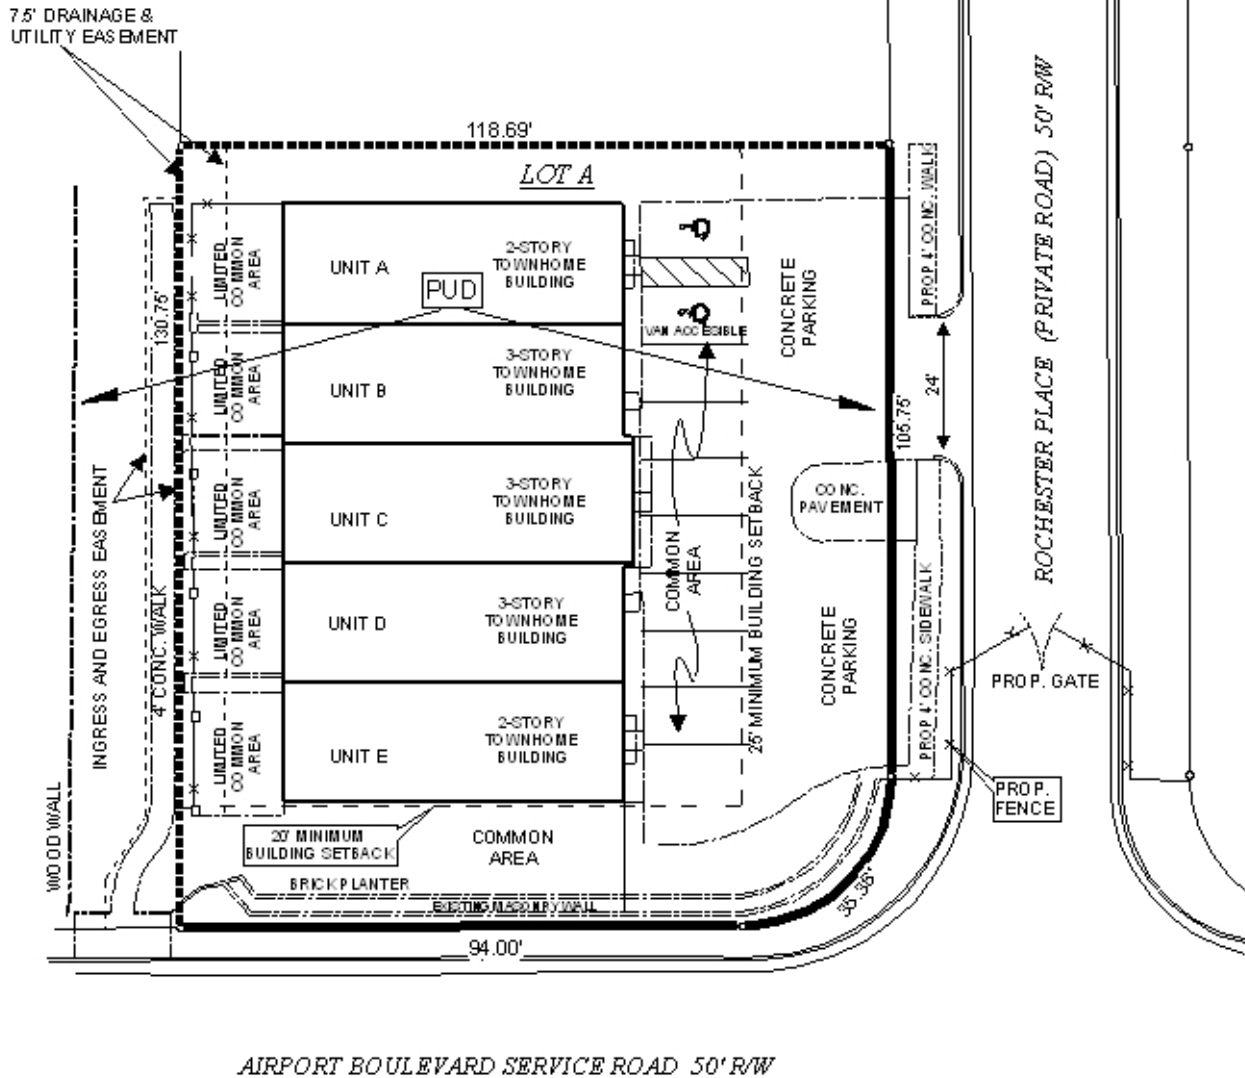 7.5' DRAINAGE &
UTILITY EASEMENT
118.69'
LOT A
LIMITED
COMMON
AREA
UNIT A
2-STORY
TOWNHOME
BUILDING
PUD
VAN ACCESIBLE
CONCRETE
PARKING
PROP 4' CONC. WALK
ROCHESTER PLACE (PRIVATE ROAD) 50' R/W
130.75'
LIMITED
COMMON
AREA
UNIT B
3-STORY
TOWNHOME
BUILDING
24'
105.75'
INGRESS AND EGRESS EASEMENT
LIMITED
COMMON
AREA
UNIT C
3-STORY
TOWNHOME
BUILDING
CONC.
PAVEMENT
COMMON
AREA
25' MINIMUM BUILDING SETBACK
4' CONC. WALK
LIMITED
COMMON
AREA
UNIT D
3-STORY
TOWNHOME
BUILDING
CONCRETE
PARKING
PROP 4' CONC. SIDEWALK
PROP. GATE
LIMITED
COMMON
AREA
UNIT E
2-STORY
TOWNHOME
BUILDING
PROP.
FENCE
WOOD WALL
20' MINIMUM
BUILDING SETBACK
COMMON
AREA
BRICK PLANTER
EXISTING MASONRY WALL
94.00'
AIRPORT BOULEVARD SERVICE ROAD 50' R/W